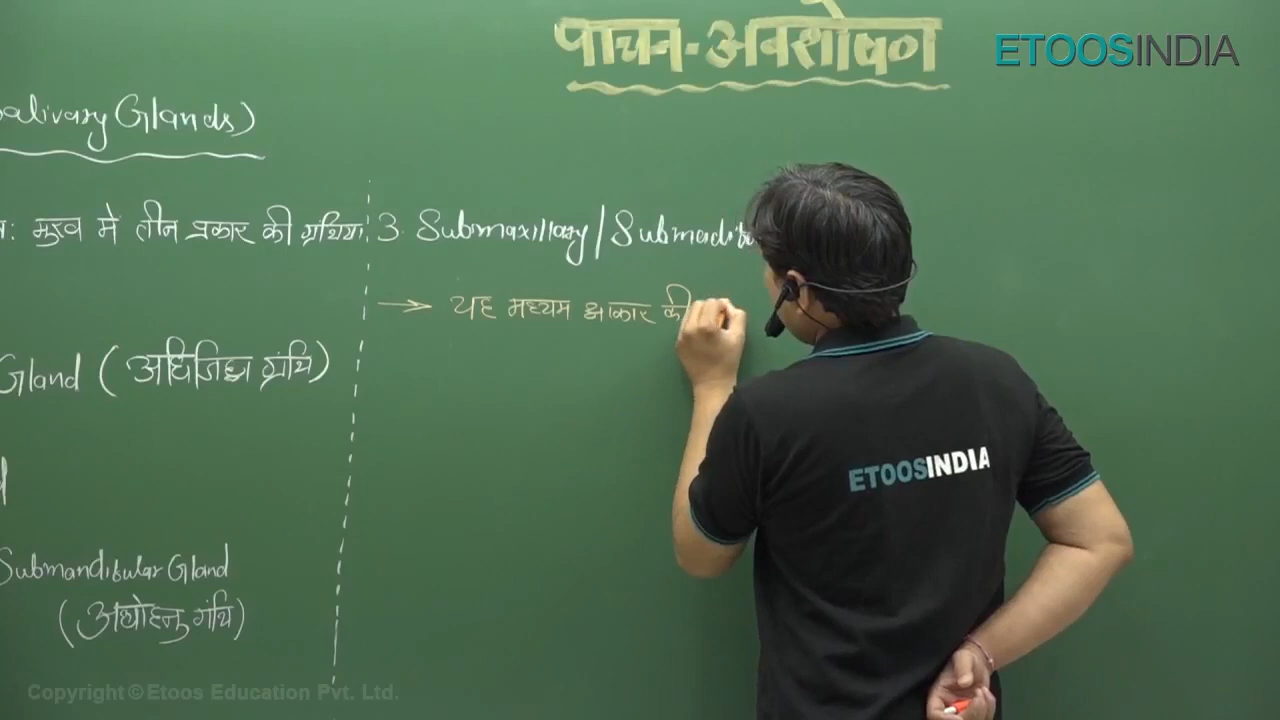 पाचन-अवशोषण
ETOOSINDIA
alivary Glands)
: मुख मे तीन प्रकार की ग्रंथिया
Gland (अधिजिह्व ग्रंथि)
Submandibular Gland
(अधोहनु ग्रंथि)
3. Submaxillary/Submadib
→ यह मध्यम आकार की
ETOOSINDIA
Copyright © Etoos Education Pvt. Ltd.